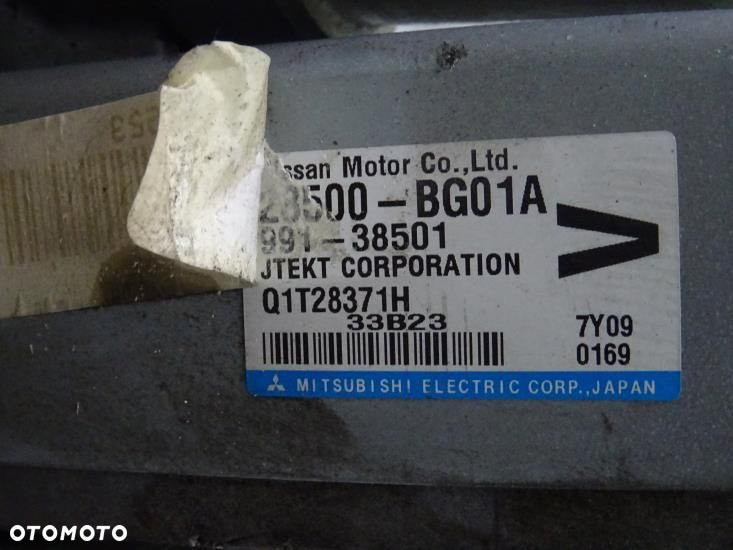 ssan Motor Co.,Ltd.
28500-BG01A
991-38501
JTEKT CORPORATION
Q1T28371H
33B23
7Y09
0169
MITSUBISHI ELECTRIC CORP.,JAPAN
OTOMOTO